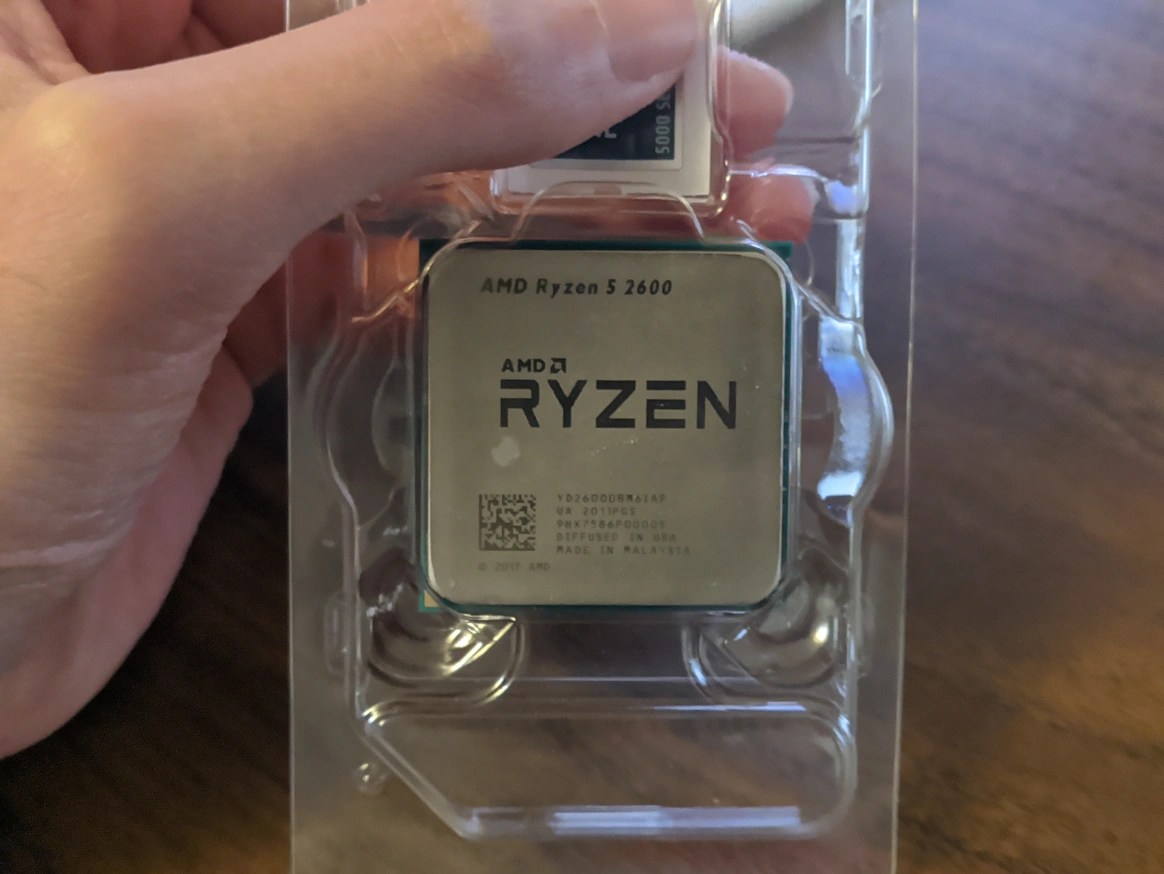 5000 SE
AMD Ryzen 5 2600
AMD
RYZEN
YD2600BBM6IAF
UA 2011PGS
9HX7586P00005
DIFFUSED IN USA
MADE IN MALAYSIA
© 2017 AMD